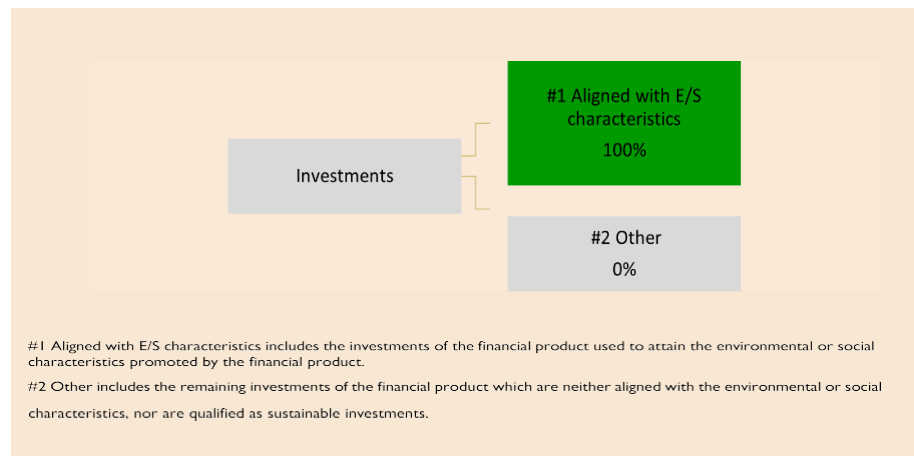 #1 Aligned with E/S
characteristics
100%
Investments
#2 Other
0%
#1 Aligned with E/S characteristics includes the investments of the financial product used to attain the environmental or social
characteristics promoted by the financial product.
#2 Other includes the remaining investments of the financial product which are neither aligned with the environmental or social
characteristics, nor are qualified as sustainable investments.